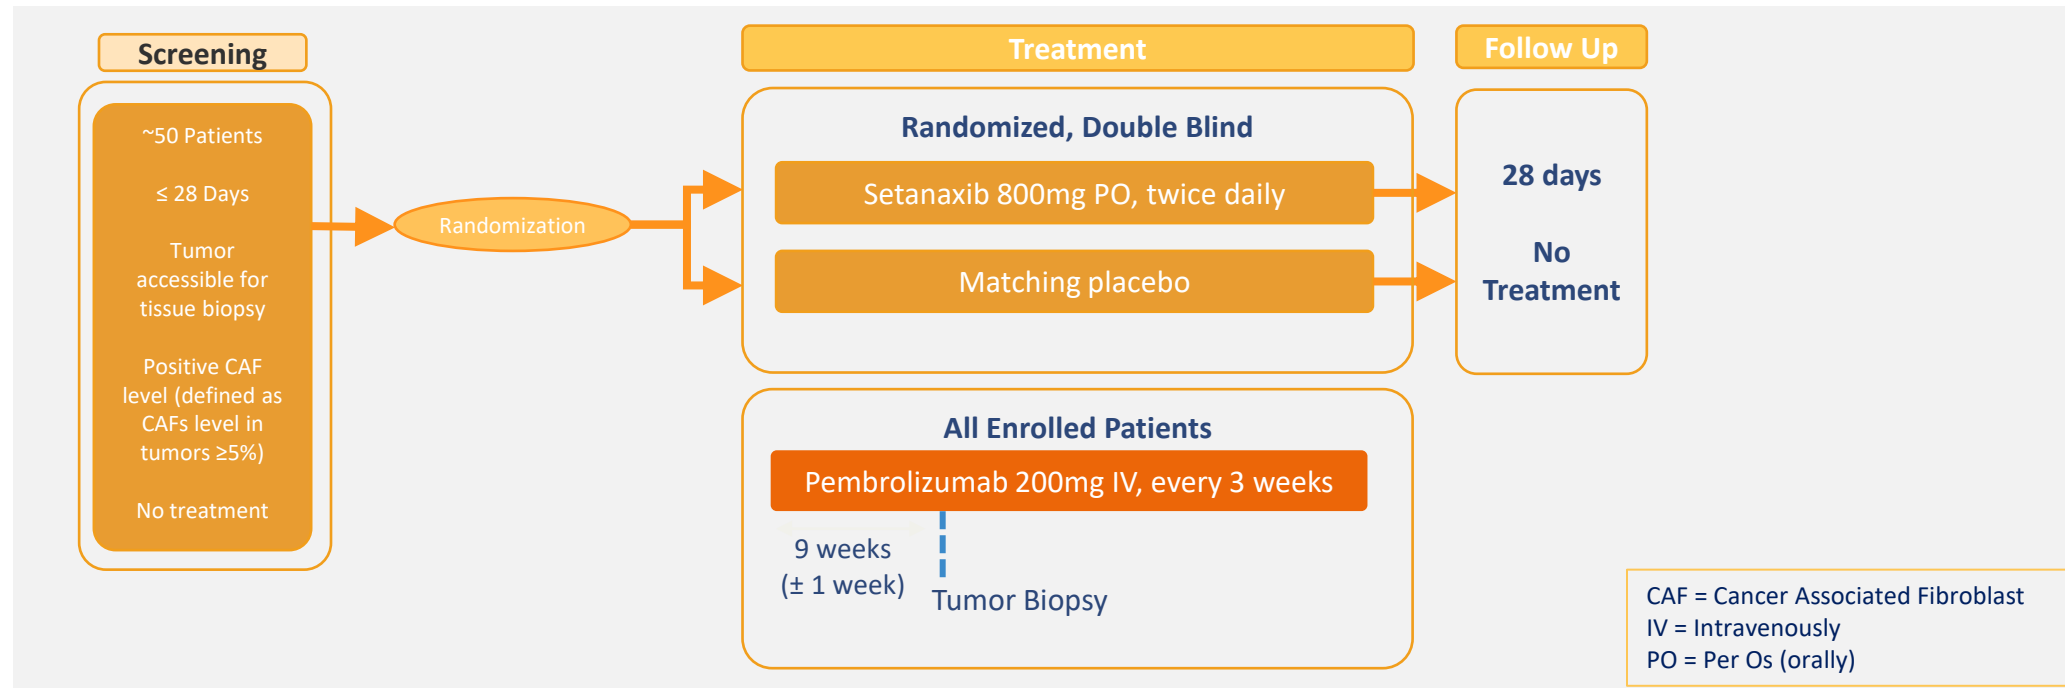 Screening
~50 Patients
≤ 28 Days
Tumor
accessible for
tissue biopsy
Positive CAF
level (defined as
CAFs level in
tumors ≥5%)
No treatment
Randomization
Treatment
Randomized, Double Blind
Setanaxib 800mg PO, twice daily
Matching placebo
All Enrolled Patients
Pembrolizumab 200mg IV, every 3 weeks
9 weeks
(± 1 week)
Tumor Biopsy
Follow Up
28 days
No
Treatment
CAF = Cancer Associated Fibroblast
IV = Intravenously
PO = Per Os (orally)